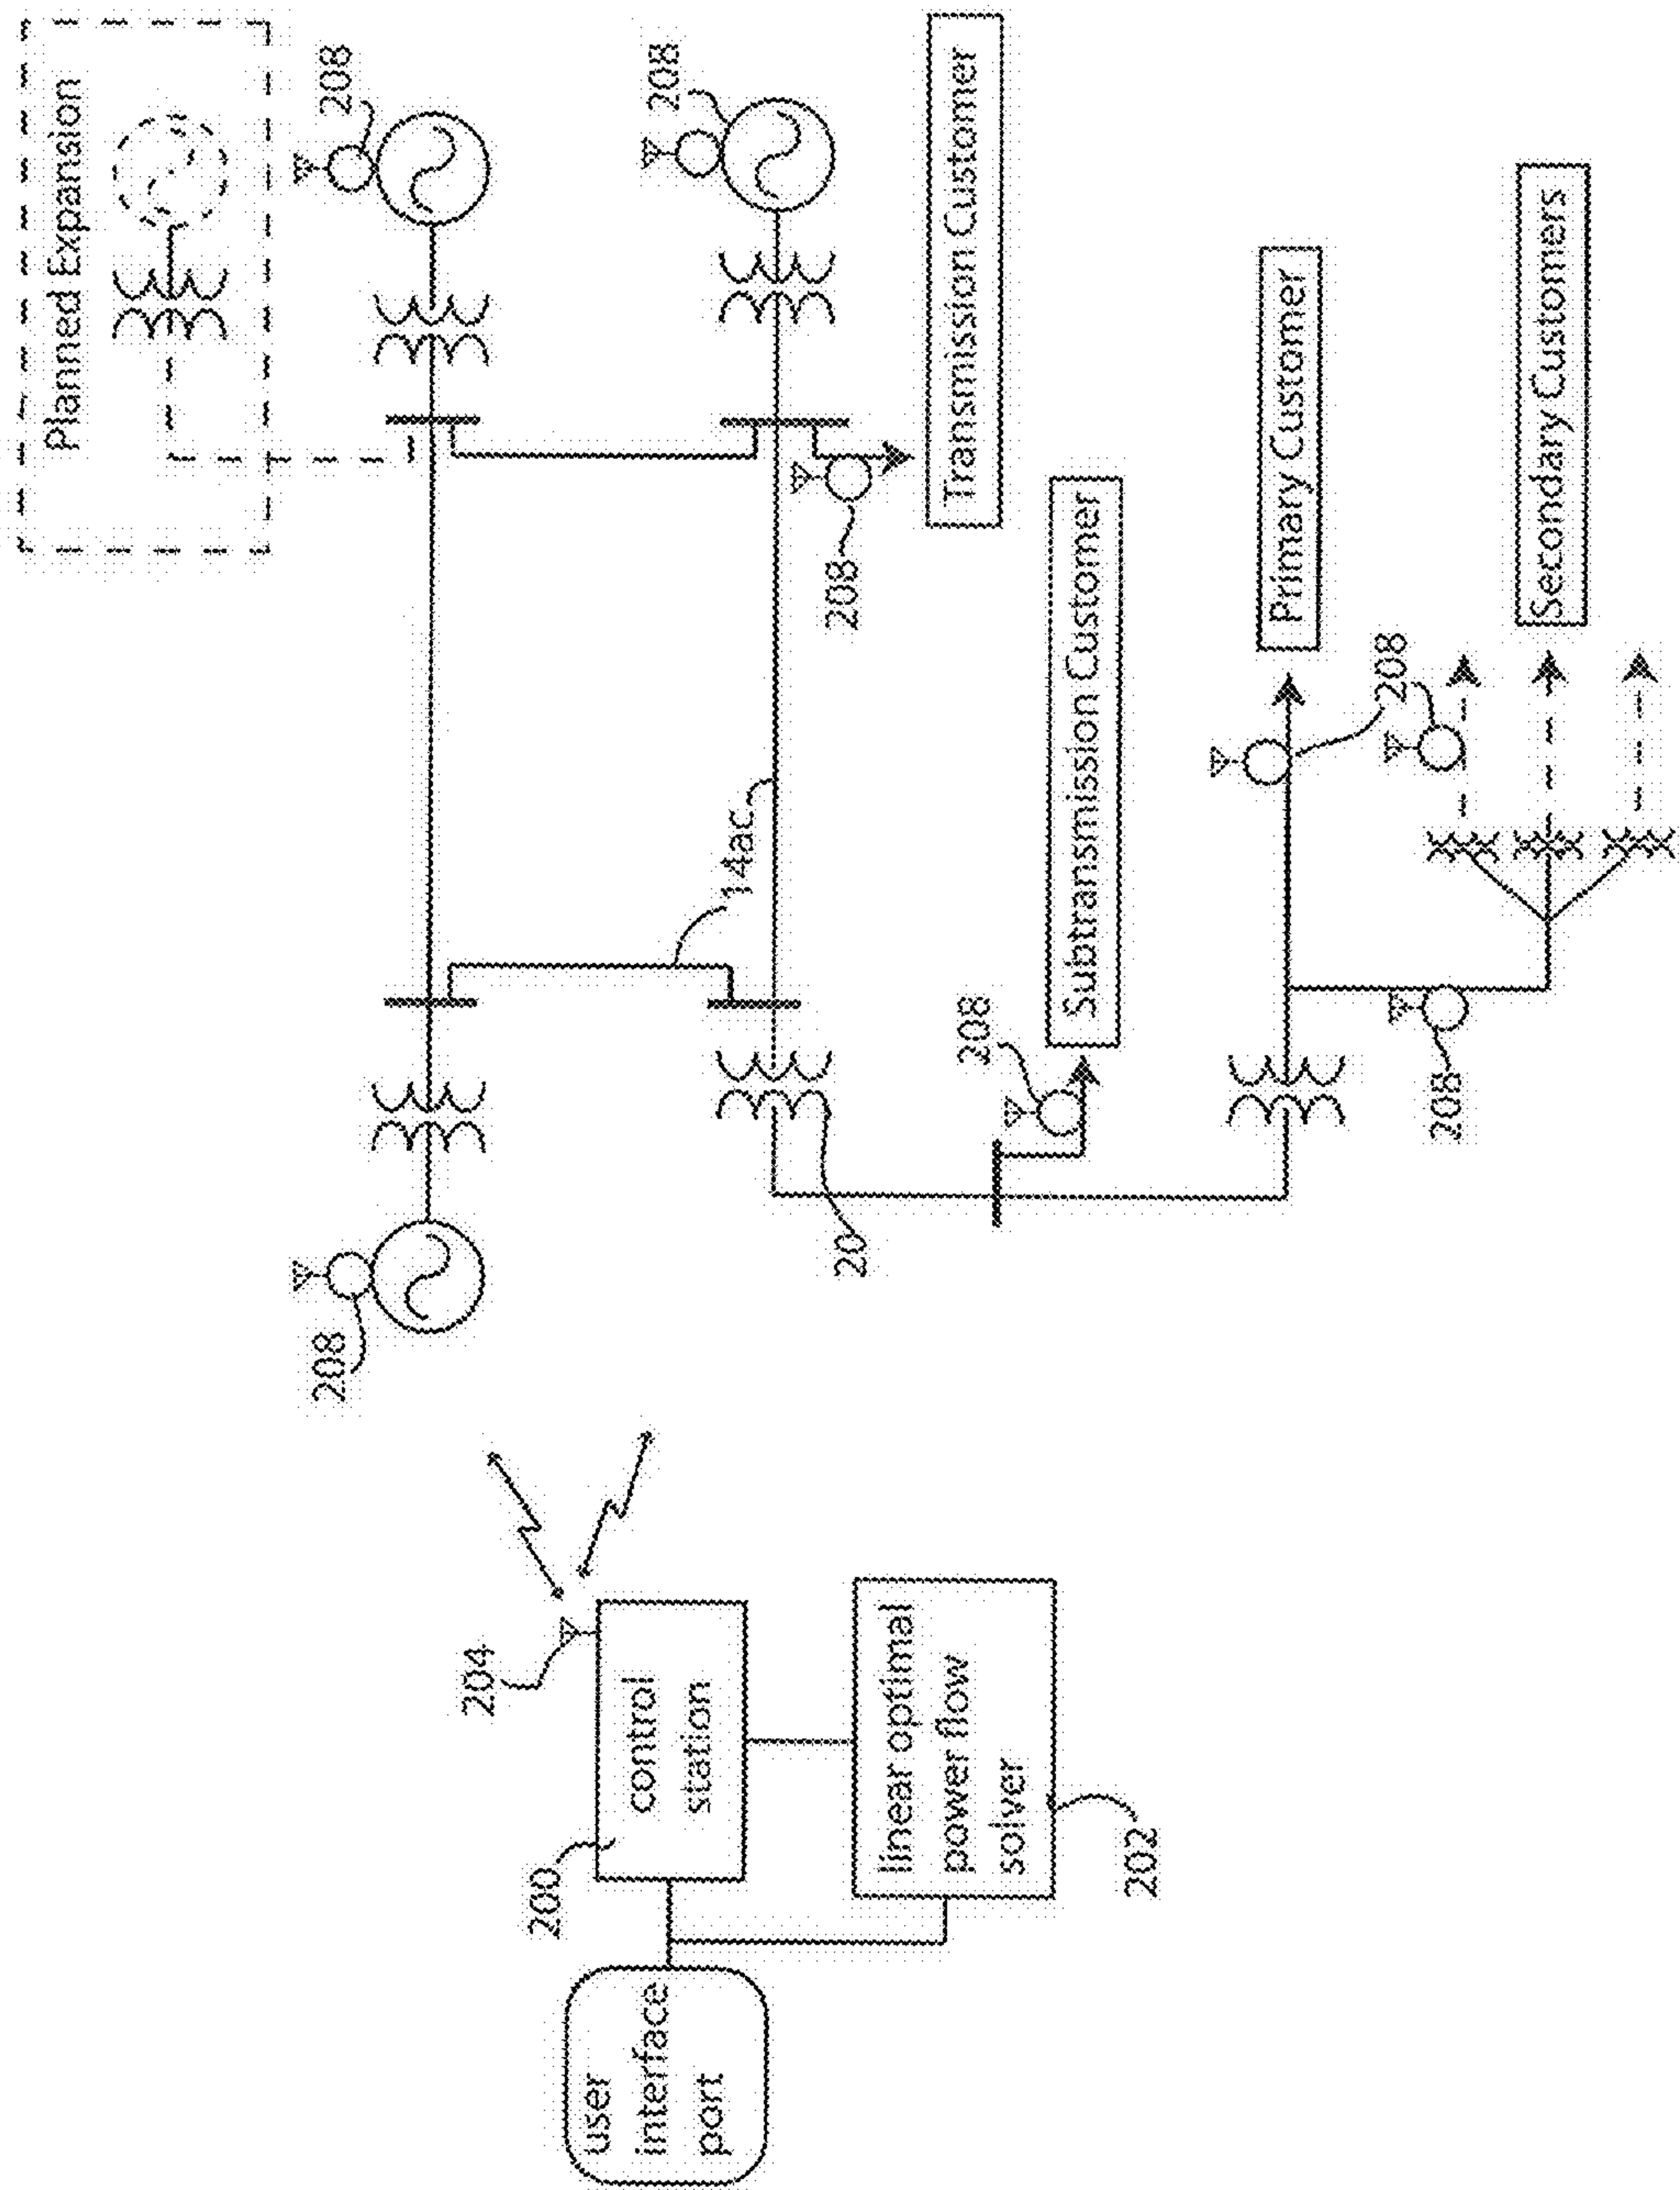 Planned Expansion
208
208
204
200
user
interface
port
control
station
208
14ac
20
208
linear optimal
power flow
solver
Transmission Customer
208
Subtransmission Customer
202
Primary Customer
208
208
Secondary Customers